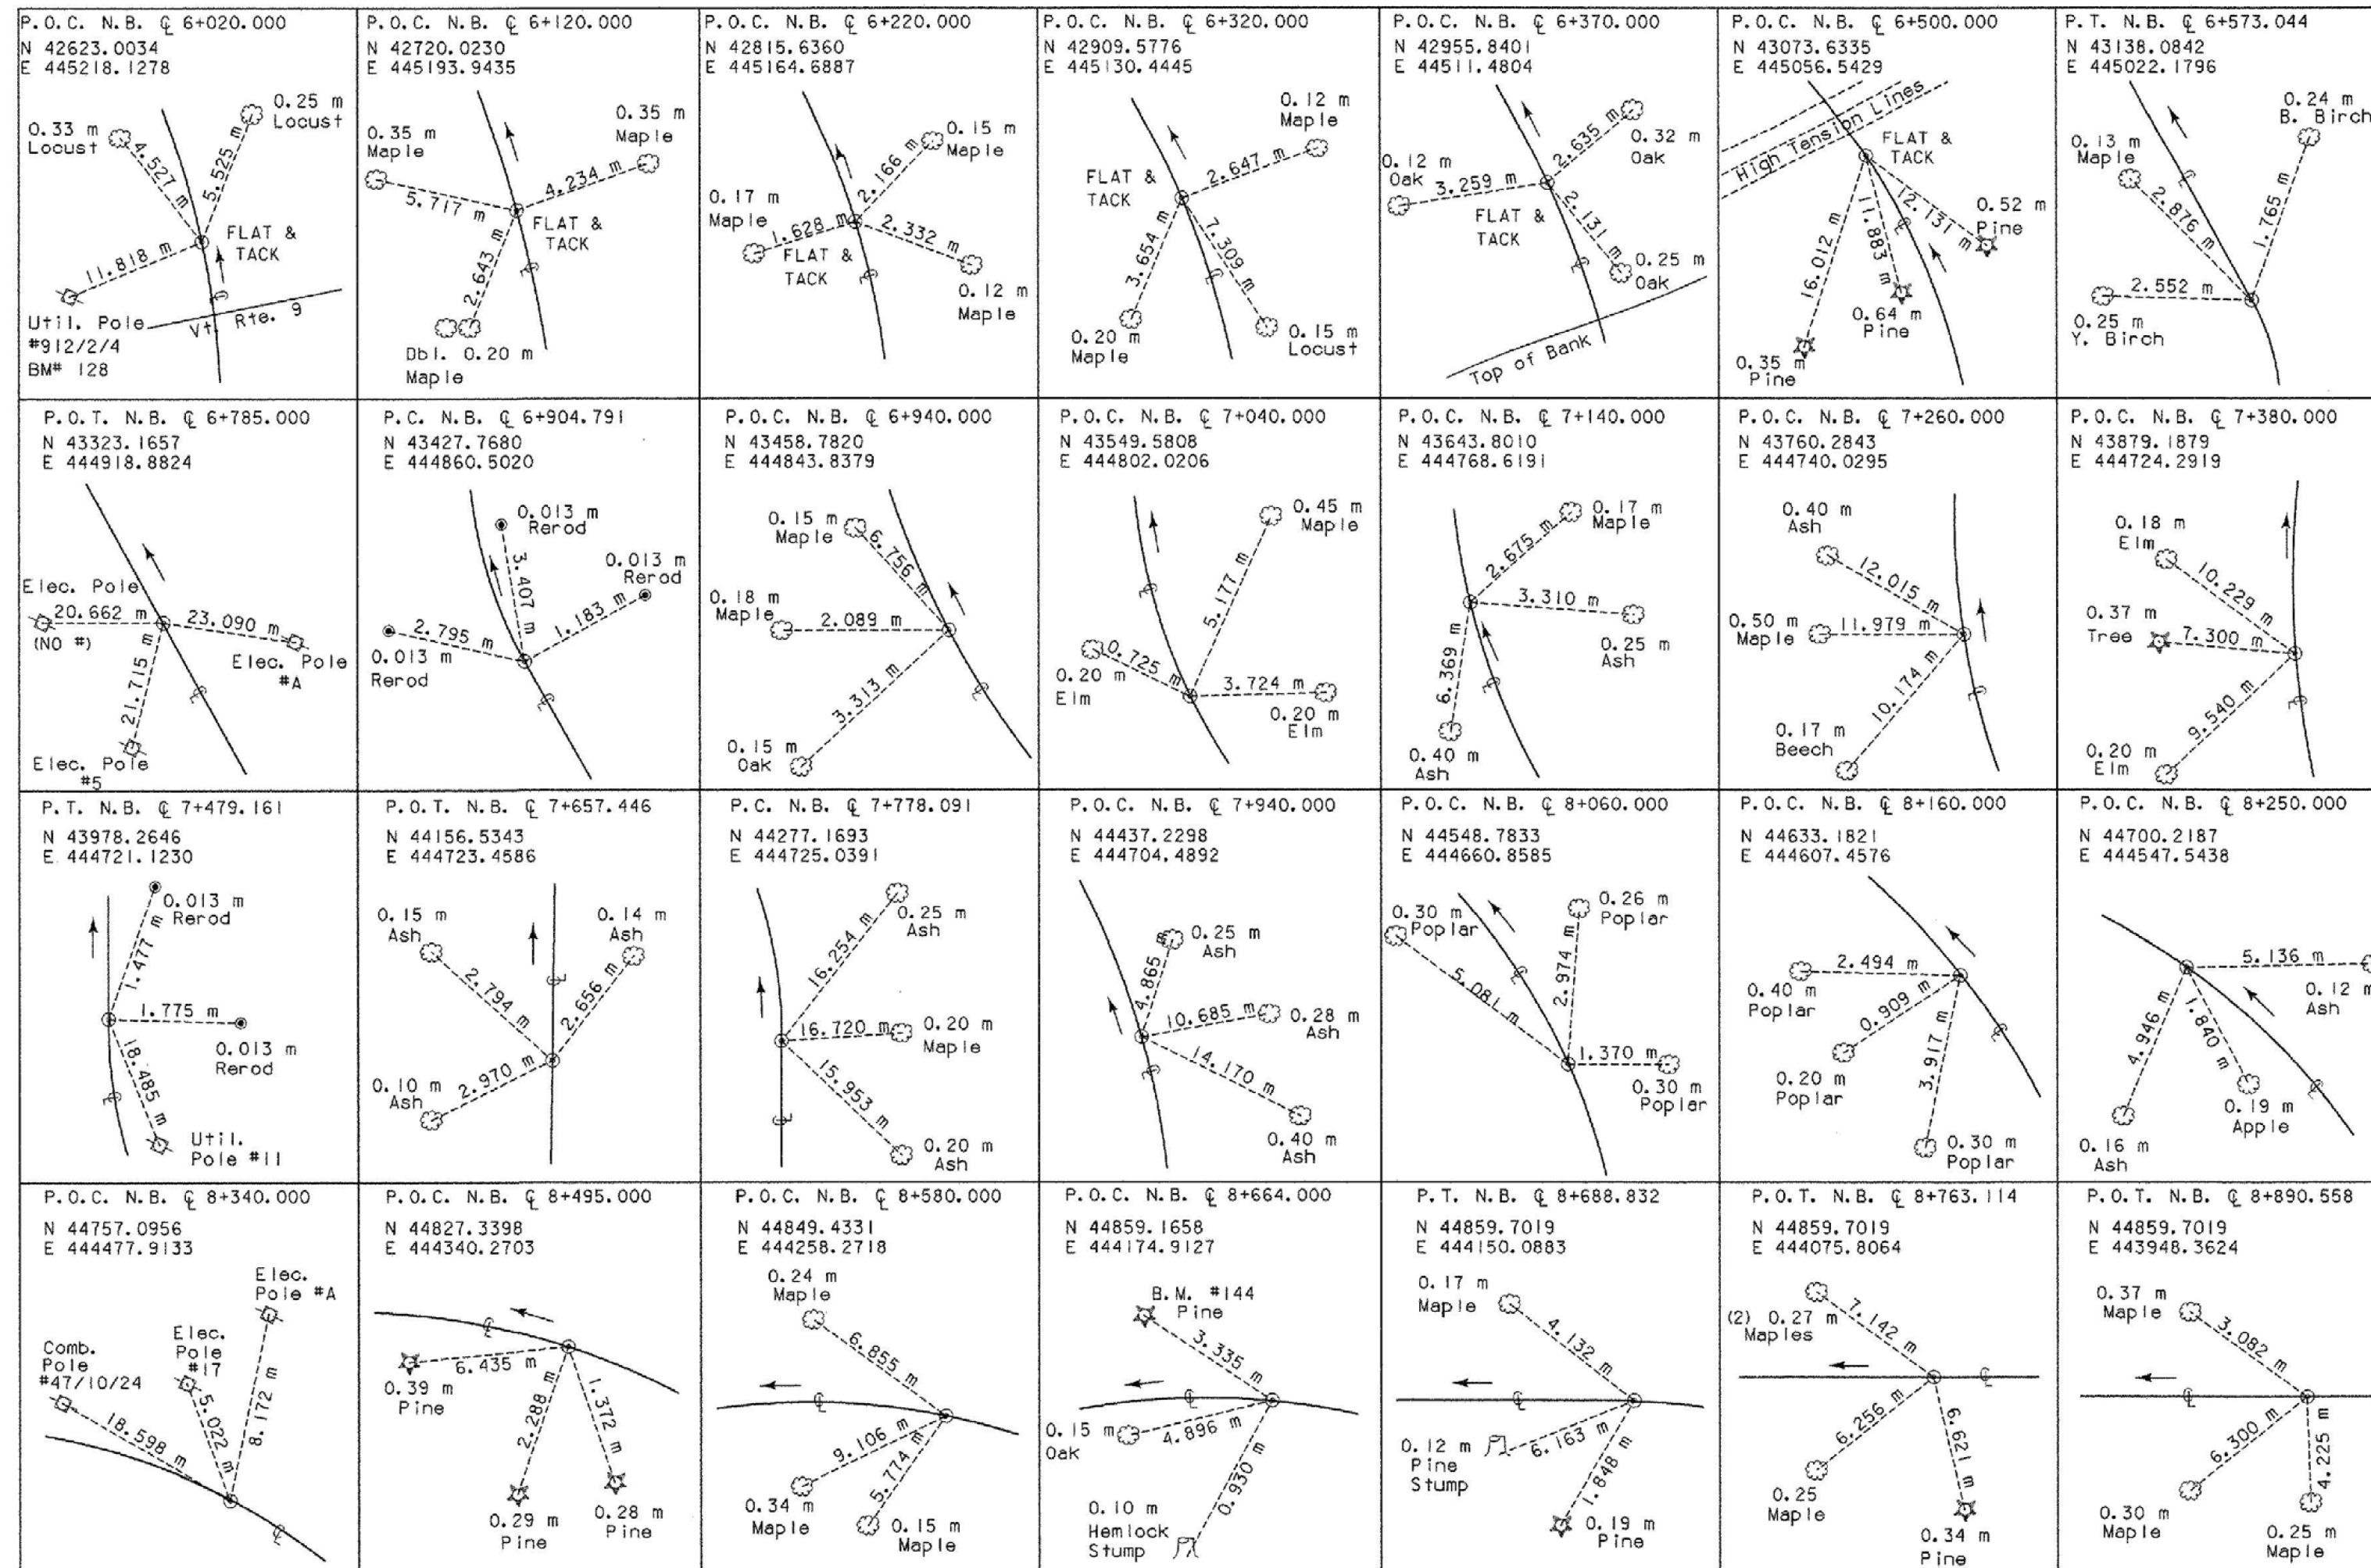 P.O.C. N.B. ℄ 6+020.000
N 42623.0034
E 445218.1278
0.25 m
Locust
0.33 m
Locust
4.527 m
5.525 m
FLAT &
TACK
11.818 m
Util. Pole
#912/2/4
BM# 128
Vt. Rte. 9
℄
P.O.C. N.B. ℄ 6+120.000
N 42720.0230
E 445193.9435
0.35 m
Maple
0.35 m
Maple
4.234 m
5.717 m
FLAT &
TACK
2.643 m
℄
Dbl. 0.20 m
Maple
P.O.C. N.B. ℄ 6+220.000
N 42815.6360
E 445164.6887
0.15 m
Maple
2.166 m
0.17 m
Maple
1.628 m
2.332 m
FLAT &
TACK
℄
0.12 m
Maple
P.O.C. N.B. ℄ 6+320.000
N 42909.5776
E 445130.4445
0.12 m
Maple
2.647 m
FLAT &
TACK
3.654 m
7.309 m
℄
0.20 m
Maple
0.15 m
Locust
P.O.C. N.B. ℄ 6+370.000
N 42955.8401
E 44511.4804
2.635 m
0.32 m
Oak
0.12 m
Oak
3.259 m
FLAT &
TACK
2.131 m
℄
0.25 m
Oak
Top of Bank
P.O.C. N.B. ℄ 6+500.000
N 43073.6335
E 445056.5429
High Tension Lines
FLAT &
TACK
12.131 m
0.52 m
Pine
16.012 m
11.883 m
℄
0.64 m
Pine
0.35 m
Pine
P.T. N.B. ℄ 6+573.044
N 43138.0842
E 445022.1796
0.24 m
B. Birch
0.13 m
Maple
℄
2.876 m
1.765 m
2.552 m
0.25 m
Y. Birch
P.O.T. N.B. ℄ 6+785.000
N 43323.1657
E 444918.8824
Elec. Pole
20.662 m
(NO #)
23.090 m
Elec. Pole
#A
21.715 m
℄
Elec. Pole
#5
P.C. N.B. ℄ 6+904.791
N 43427.7680
E 444860.5020
0.013 m
Rerod
3.407 m
0.013 m
Rerod
1.183 m
2.795 m
0.013 m
Rerod
℄
P.O.C. N.B. ℄ 6+940.000
N 43458.7820
E 444843.8379
0.15 m
Maple
6.756 m
0.18 m
Maple
2.089 m
3.313 m
℄
0.15 m
Oak
P.O.C. N.B. ℄ 7+040.000
N 43549.5808
E 444802.0206
0.45 m
Maple
℄
5.177 m
0.725 m
0.20 m
Elm
3.724 m
0.20 m
Elm
P.O.C. N.B. ℄ 7+140.000
N 43643.8010
E 444768.6191
0.17 m
Maple
2.675 m
3.310 m
0.25 m
Ash
6.369 m
℄
0.40 m
Ash
P.O.C. N.B. ℄ 7+260.000
N 43760.2843
E 444740.0295
0.40 m
Ash
12.015 m
0.50 m
Maple
11.979 m
10.174 m
℄
0.17 m
Beech
P.O.C. N.B. ℄ 7+380.000
N 43879.1879
E 444724.2919
0.18 m
Elm
10.229 m
0.37 m
Tree
7.300 m
9.540 m
℄
0.20 m
Elm
P.T. N.B. ℄ 7+479.161
N 43978.2646
E 444721.1230
0.013 m
Rerod
1.477 m
1.775 m
0.013 m
Rerod
18.485 m
℄
Util.
Pole #11
P.O.T. N.B. ℄ 7+657.446
N 44156.5343
E 444723.4586
0.15 m
Ash
0.14 m
Ash
℄
2.794 m
2.656 m
0.10 m
Ash
2.970 m
P.C. N.B. ℄ 7+778.091
N 44277.1693
E 444725.0391
0.25 m
Ash
16.254 m
16.720 m
0.20 m
Maple
15.953 m
℄
0.20 m
Ash
P.O.C. N.B. ℄ 7+940.000
N 44437.2298
E 444704.4892
0.25 m
Ash
4.865 m
10.685 m
0.28 m
Ash
14.170 m
℄
0.40 m
Ash
P.O.C. N.B. ℄ 8+060.000
N 44548.7833
E 444660.8585
0.30 m
Poplar
0.26 m
Poplar
℄
5.081 m
2.974 m
1.370 m
0.30 m
Poplar
P.O.C. N.B. ℄ 8+160.000
N 44633.1821
E 444607.4576
2.494 m
0.40 m
Poplar
0.909 m
3.917 m
℄
0.20 m
Poplar
0.30 m
Poplar
P.O.C. N.B. ℄ 8+250.000
N 44700.2187
E 444547.5438
5.136 m
0.12 m
Ash
4.946 m
1.840 m
℄
0.19 m
Apple
0.16 m
Ash
P.O.C. N.B. ℄ 8+340.000
N 44757.0956
E 444477.9133
Elec.
Pole #A
Elec.
Pole
#17
Comb.
Pole
#47/10/24
18.598 m
5.022 m
8.172 m
℄
P.O.C. N.B. ℄ 8+495.000
N 44827.3398
E 444340.2703
℄
6.435 m
0.39 m
Pine
2.288 m
1.372 m
0.29 m
Pine
0.28 m
Pine
P.O.C. N.B. ℄ 8+580.000
N 44849.4331
E 444258.2718
0.24 m
Maple
6.855 m
℄
9.106 m
5.774 m
0.34 m
Maple
0.15 m
Maple
P.O.C. N.B. ℄ 8+664.000
N 44859.1658
E 444174.9127
B.M. #144
Pine
3.335 m
℄
0.15 m
Oak
4.896 m
0.930 m
0.10 m
Hemlock
Stump
P.T. N.B. ℄ 8+688.832
N 44859.7019
E 444150.0883
0.17 m
Maple
4.132 m
℄
0.12 m
Pine
Stump
6.163 m
1.848 m
0.19 m
Pine
P.O.T. N.B. ℄ 8+763.114
N 44859.7019
E 444075.8064
(2) 0.27 m
Maples
7.142 m
℄
6.256 m
6.621 m
0.25
Maple
0.34 m
Pine
P.O.T. N.B. ℄ 8+890.558
N 44859.7019
E 443948.3624
0.37 m
Maple
3.082 m
℄
6.300 m
4.225 m
0.30 m
Maple
0.25 m
Maple